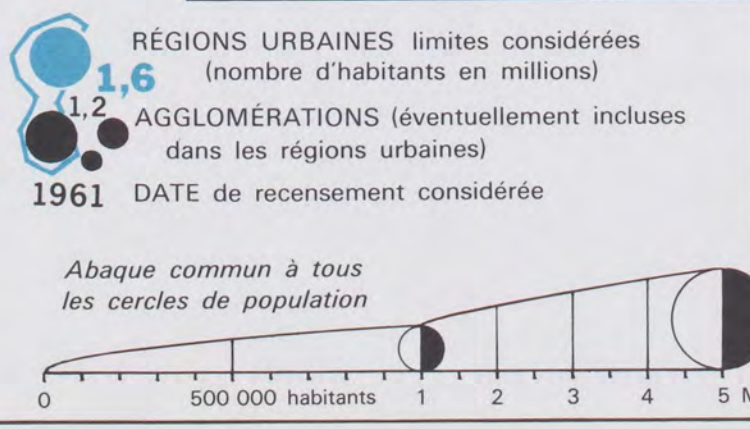 RÉGIONS URBAINES limites considérées
1,6 (nombre d'habitants en millions)
1,2 AGGLOMÉRATIONS (éventuellement incluses
dans les régions urbaines)
1961 DATE de recensement considérée
Abaque commun à tous
les cercles de population
0 500 000 habitants 1 2 3 4 5 M